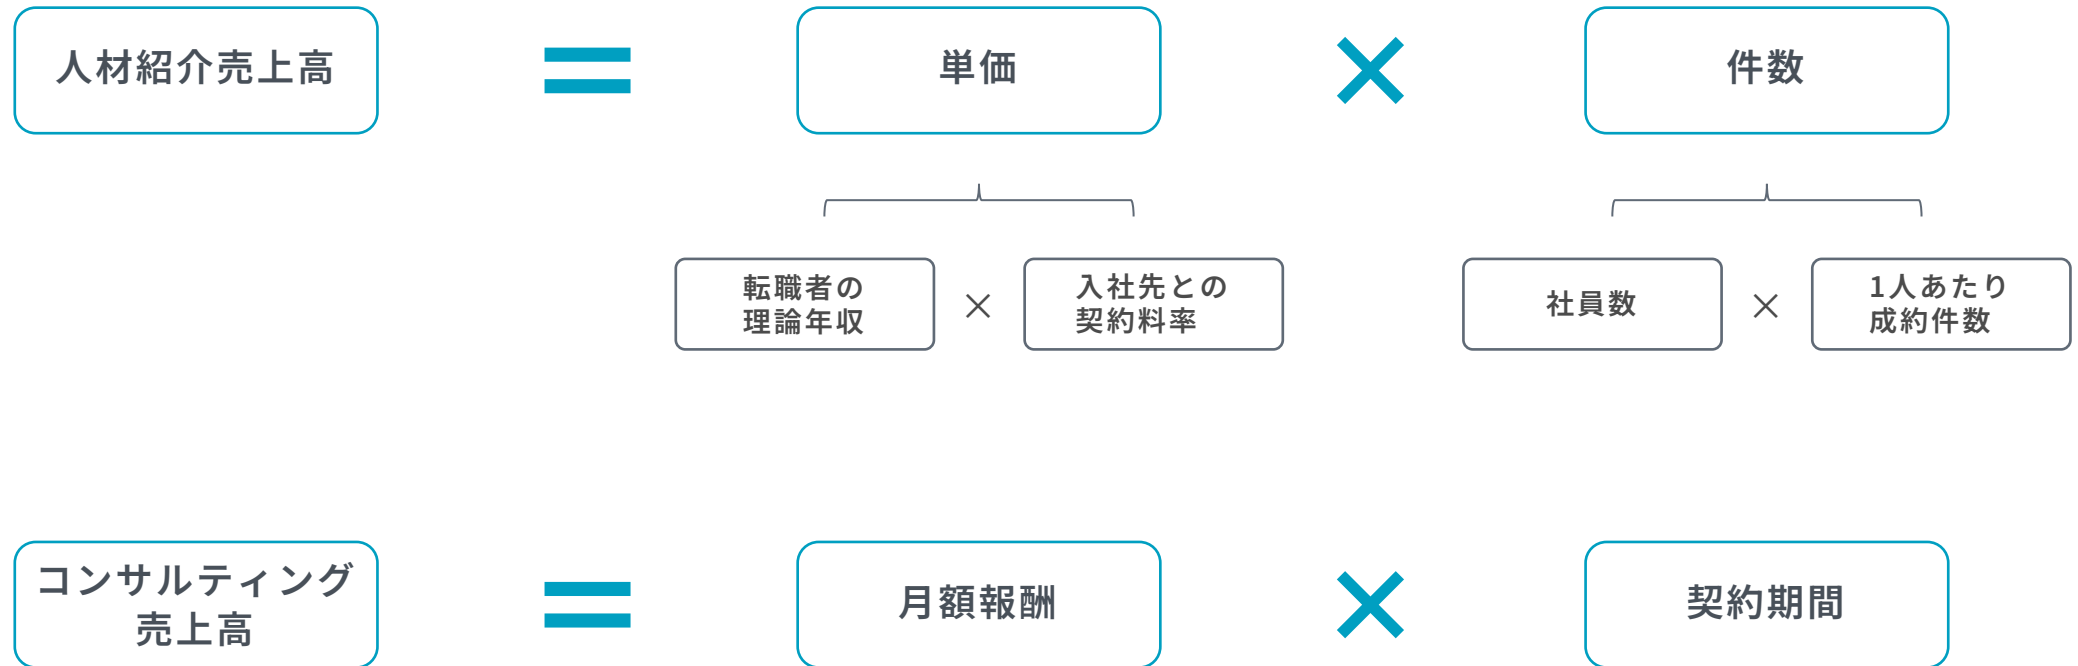 人材紹介売上高
=
単価
×
件数
転職者の
理論年収
×
入社先との
契約料率
社員数
×
1人あたり
成約件数
コンサルティング
売上高
=
月額報酬
×
契約期間